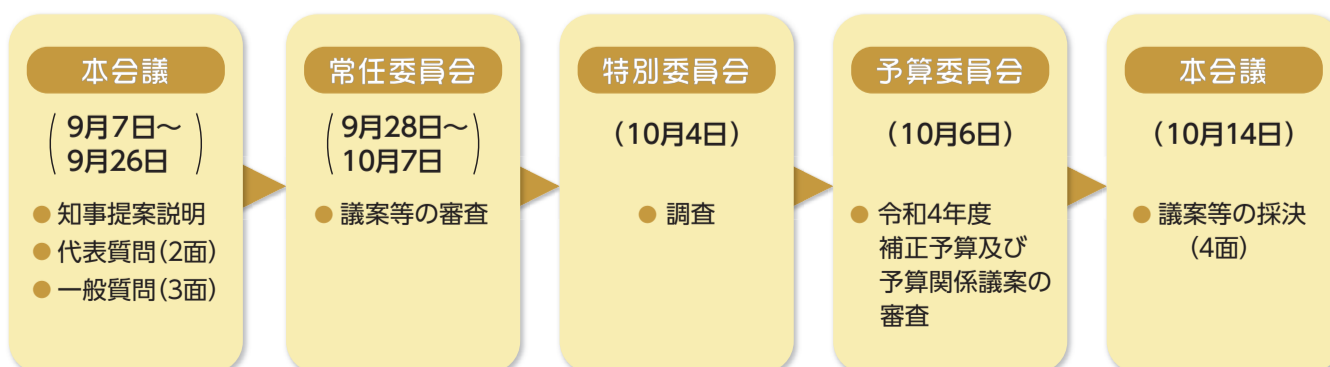 本会議
(9月7日～
9月26日)
● 知事提案説明
● 代表質問(2面)
● 一般質問(3面)
常任委員会
(9月28日～
10月7日)
● 議案等の審査
特別委員会
(10月4日)
● 調査
予算委員会
(10月6日)
● 令和4年度
補正予算及び
予算関係議案の
審査
本会議
(10月14日)
● 議案等の採決
(4面)